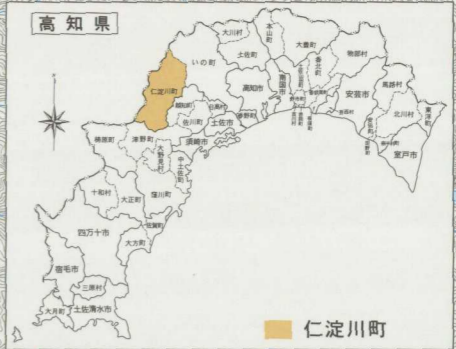 高知県
大川村
本山町
大豊町
土佐町
物部村
いの町
香北町
馬路村
仁淀川町
高知市
南国市
安芸市
北川村
東洋町
佐川町
土佐市
室戸市
檮原町
津野町
須崎市
大野見村
中土佐町
十和村
大正町
窪川町
四万十市
佐賀町
大方町
宿毛市
三原村
大月町
土佐清水市
仁淀川町